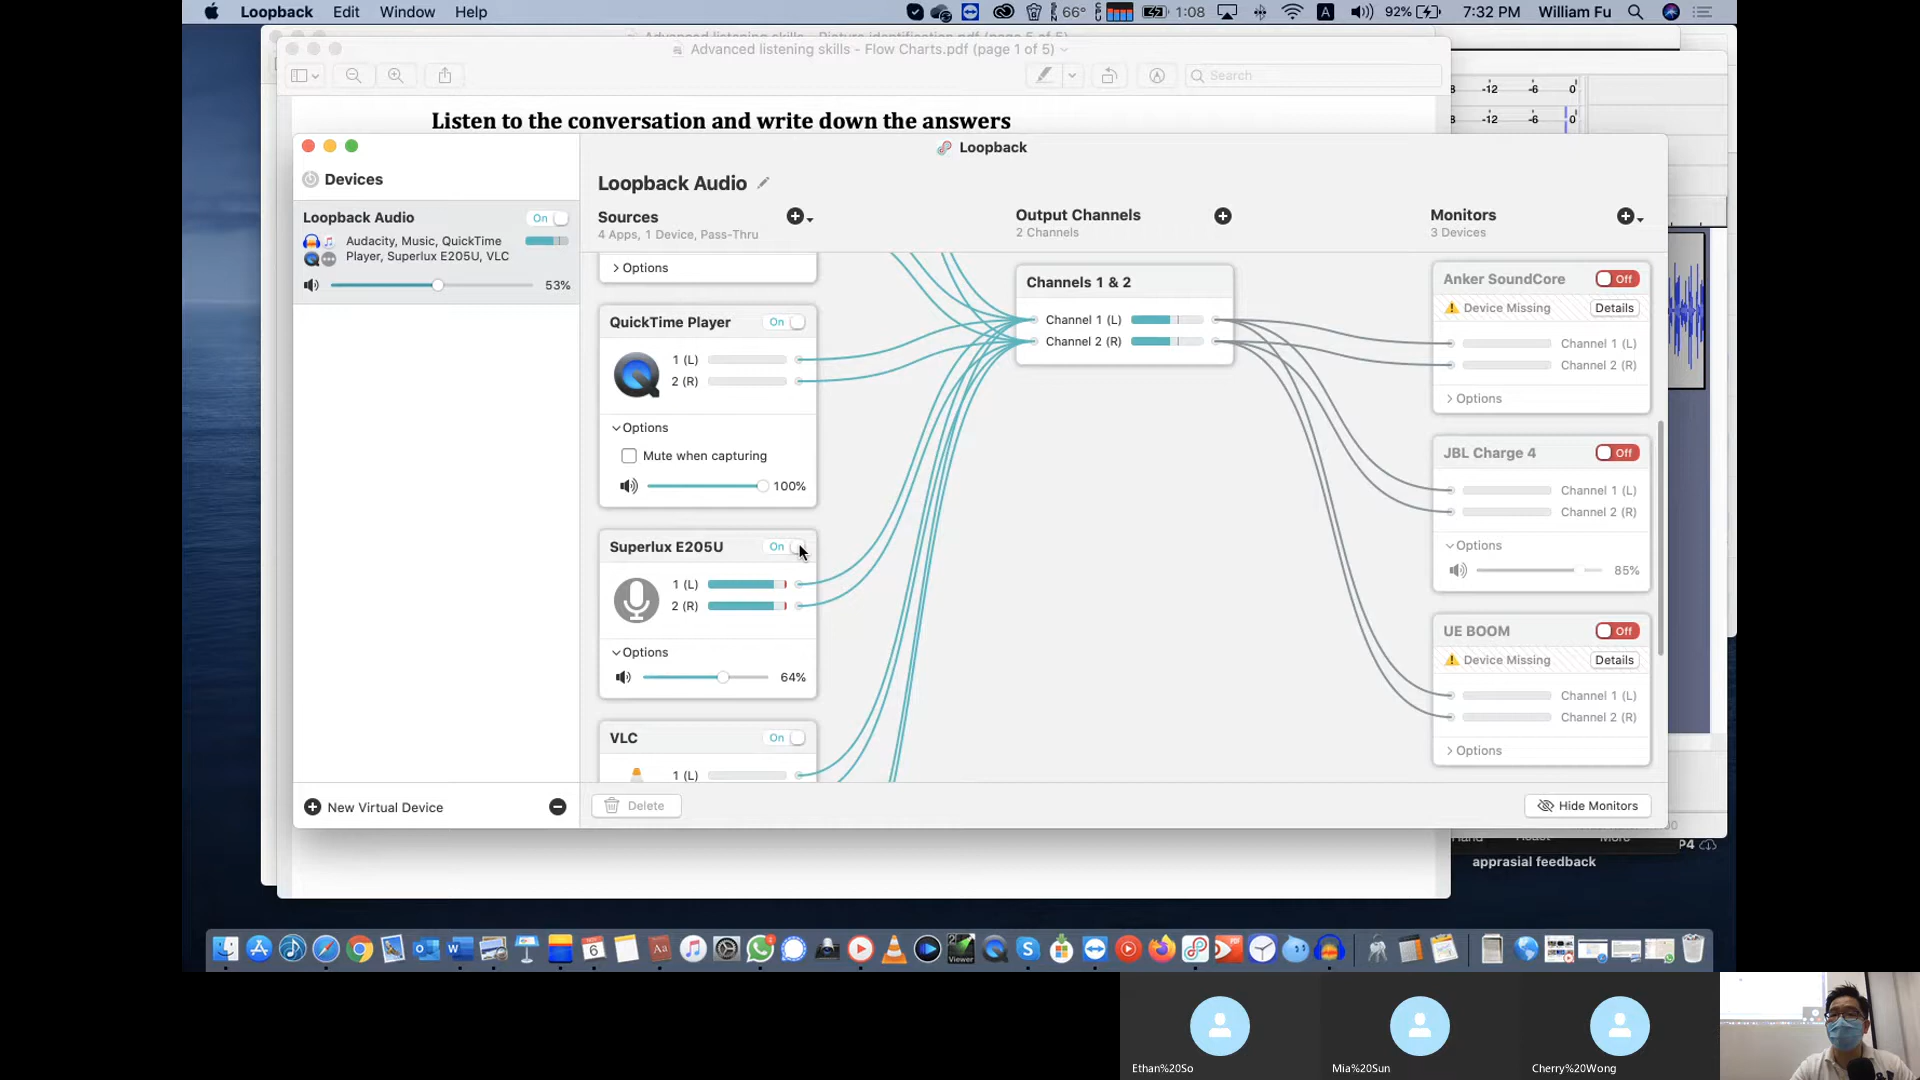 Loopback Edit Window Help
66° 1:08 A 92% 7:32 PM William Fu
Advanced listening skills - Flow Charts.pdf (page 1 of 5)
Search
Listen to the conversation and write down the answers
-12 -6 0
-12 -6 0
Loopback
Devices
Loopback Audio On
Audacity, Music, QuickTime
Player, Superlux E205U, VLC
53%
New Virtual Device
Loopback Audio
Sources
4 Apps, 1 Device, Pass-Thru
Options
QuickTime Player On
1 (L)
2 (R)
Options
Mute when capturing
100%
Superlux E205U On
1 (L)
2 (R)
Options
64%
VLC On
1 (L)
Delete
Output Channels
2 Channels
Channels 1 & 2
Channel 1 (L)
Channel 2 (R)
Monitors
3 Devices
Anker SoundCore Off
Device Missing Details
Channel 1 (L)
Channel 2 (R)
Options
JBL Charge 4 Off
Channel 1 (L)
Channel 2 (R)
Options
85%
UE BOOM Off
Device Missing Details
Channel 1 (L)
Channel 2 (R)
Options
Hide Monitors
P4
apprasial feedback
Ethan%20So
Mia%20Sun
Cherry%20Wong